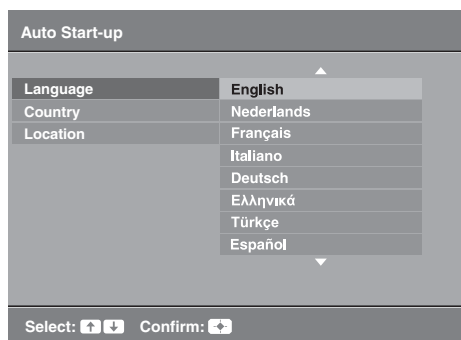 Auto Start-up
Language
English
Country
Nederlands
Location
Français
Italiano
Deutsch
Ελληνικά
Türkçe
Español
Select: Confirm: